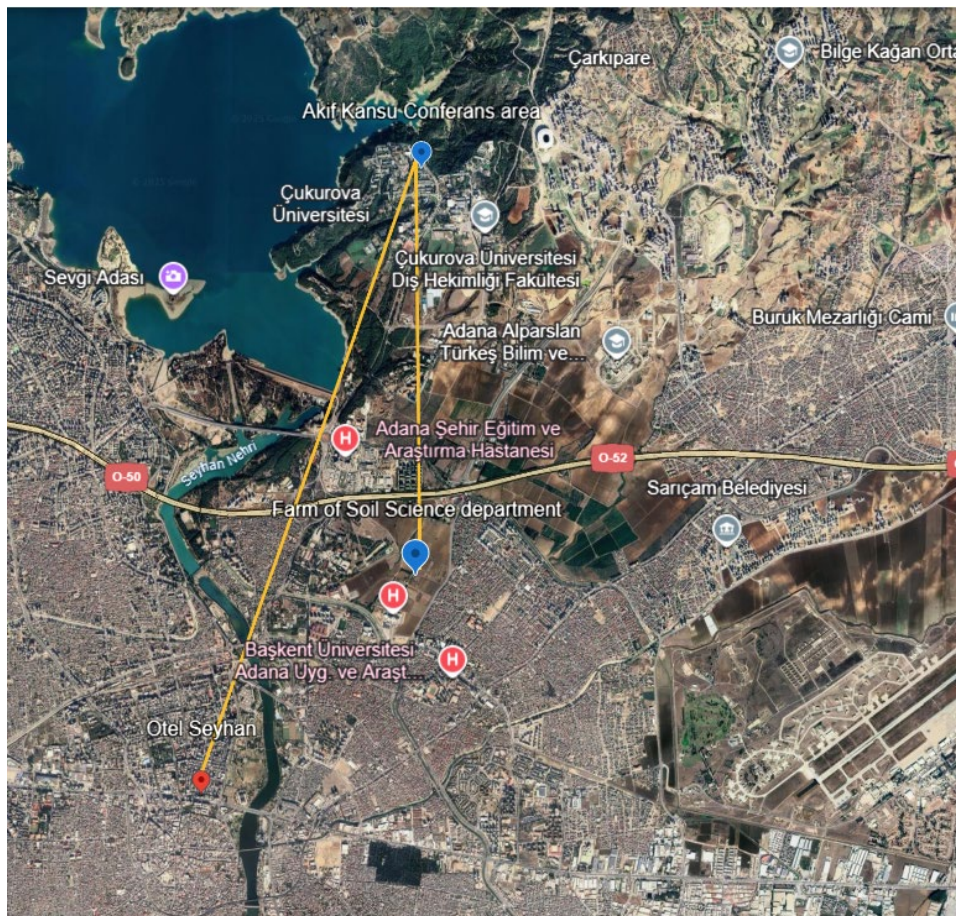 Çarkıpare
Bilge Kağan Orta
Akif Kansu Conferans area
Çukurova
Üniversitesi
Çukurova Üniversitesi
Diş Hekimliği Fakültesi
Sevgi Adası
Adana Alparslan
Türkeş Bilim ve...
Buruk Mezarlığı Cami
Adana Şehir Eğitim ve
Araştırma Hastanesi
H
Seyhan Nehri
O-50
O-52
Sarıçam Belediyesi
Farm of Soil Science department
H
Başkent Üniversitesi
Adana Uyg. ve Araşt...
H
Otel Seyhan